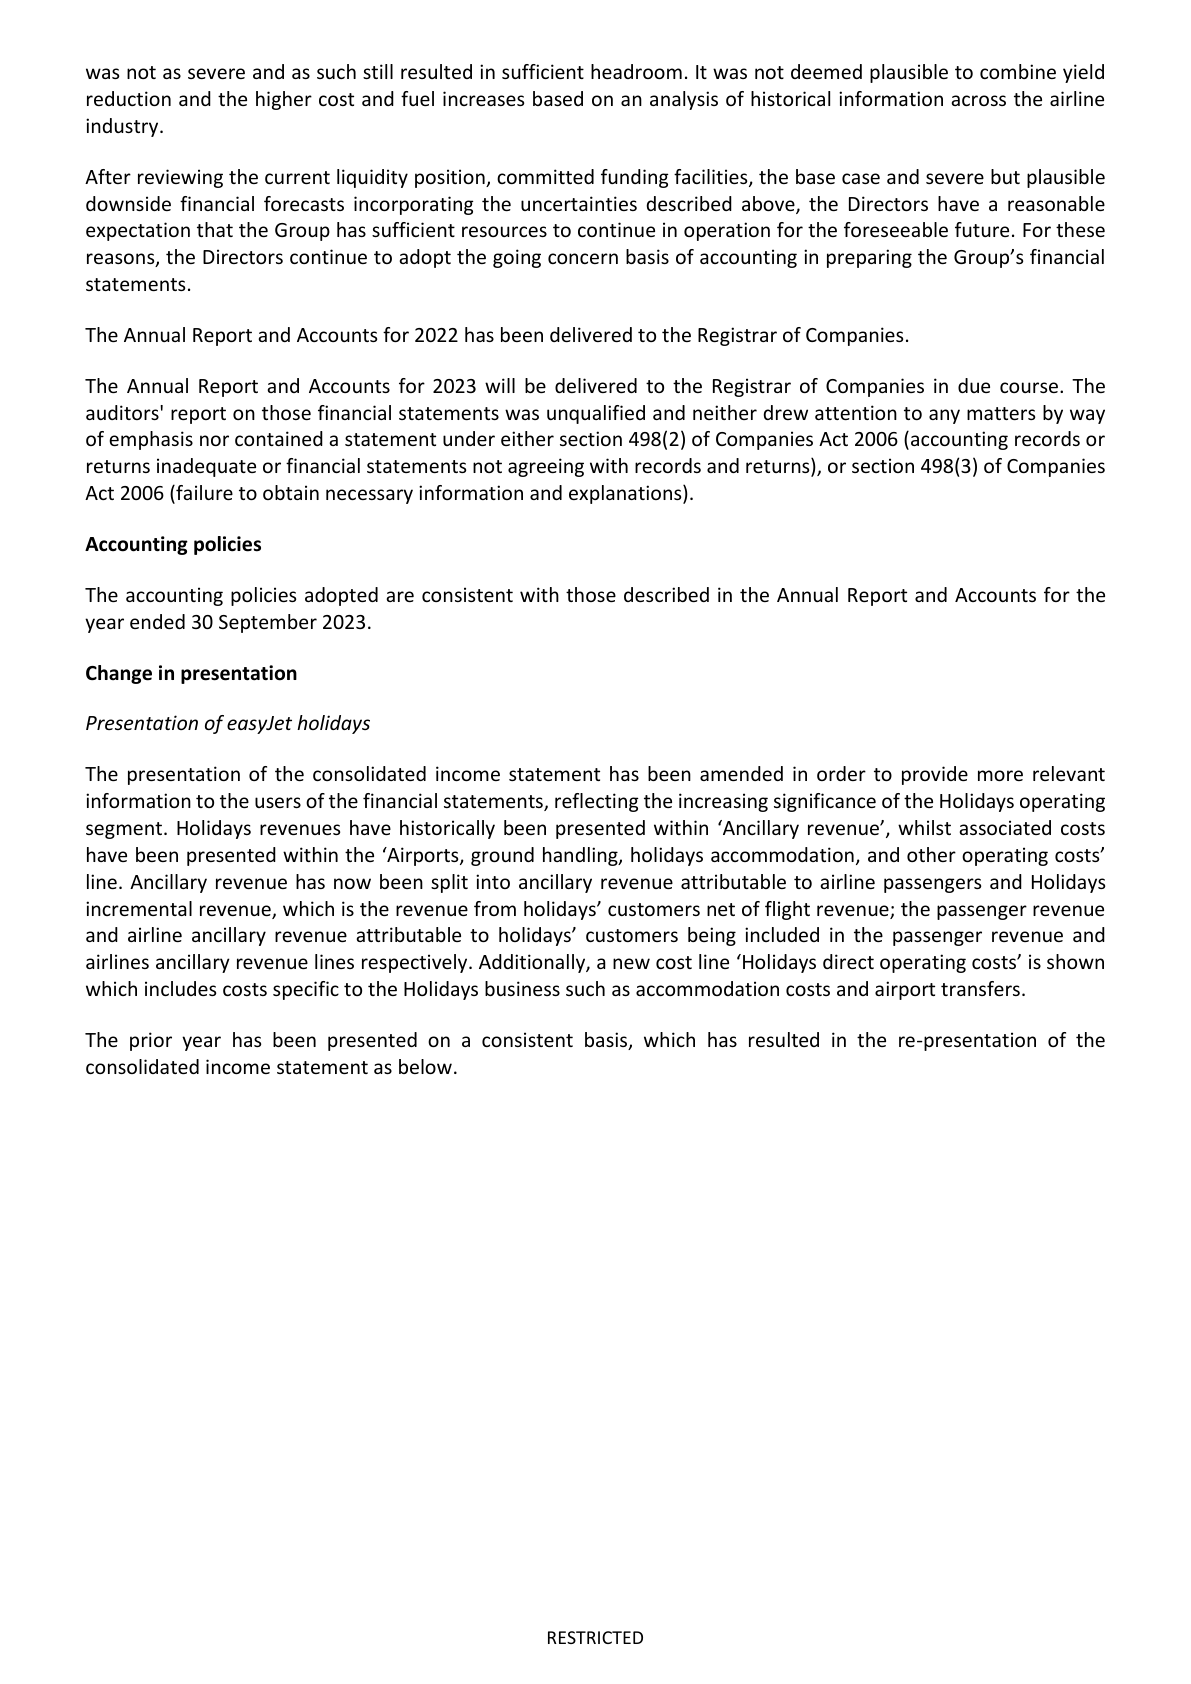 was not as severe and as such still resulted in sufficient headroom. It was not deemed plausible to combine yield
reduction and the higher cost and fuel increases based on an analysis of historical information across the airline
industry.
After reviewing the current liquidity position, committed funding facilities, the base case and severe but plausible
downside financial forecasts incorporating the uncertainties described above, the Directors have a reasonable
expectation that the Group has sufficient resources to continue in operation for the foreseeable future. For these
reasons, the Directors continue to adopt the going concern basis of accounting in preparing the Group’s financial
statements.
The Annual Report and Accounts for 2022 has been delivered to the Registrar of Companies.
The Annual Report and Accounts for 2023 will be delivered to the Registrar of Companies in due course. The
auditors' report on those financial statements was unqualified and neither drew attention to any matters by way
of emphasis nor contained a statement under either section 498(2) of Companies Act 2006 (accounting records or
returns inadequate or financial statements not agreeing with records and returns), or section 498(3) of Companies
Act 2006 (failure to obtain necessary information and explanations).
Accounting policies
The accounting policies adopted are consistent with those described in the Annual Report and Accounts for the
year ended 30 September 2023.
Change in presentation
Presentation of easyJet holidays
The presentation of the consolidated income statement has been amended in order to provide more relevant
information to the users of the financial statements, reflecting the increasing significance of the Holidays operating
segment. Holidays revenues have historically been presented within ‘Ancillary revenue’, whilst associated costs
have been presented within the ‘Airports, ground handling, holidays accommodation, and other operating costs’
line. Ancillary revenue has now been split into ancillary revenue attributable to airline passengers and Holidays
incremental revenue, which is the revenue from holidays’ customers net of flight revenue; the passenger revenue
and airline ancillary revenue attributable to holidays’ customers being included in the passenger revenue and
airlines ancillary revenue lines respectively. Additionally, a new cost line ‘Holidays direct operating costs’ is shown
which includes costs specific to the Holidays business such as accommodation costs and airport transfers.
The prior year has been presented on a consistent basis, which has resulted in the re-presentation of the
consolidated income statement as below.
RESTRICTED